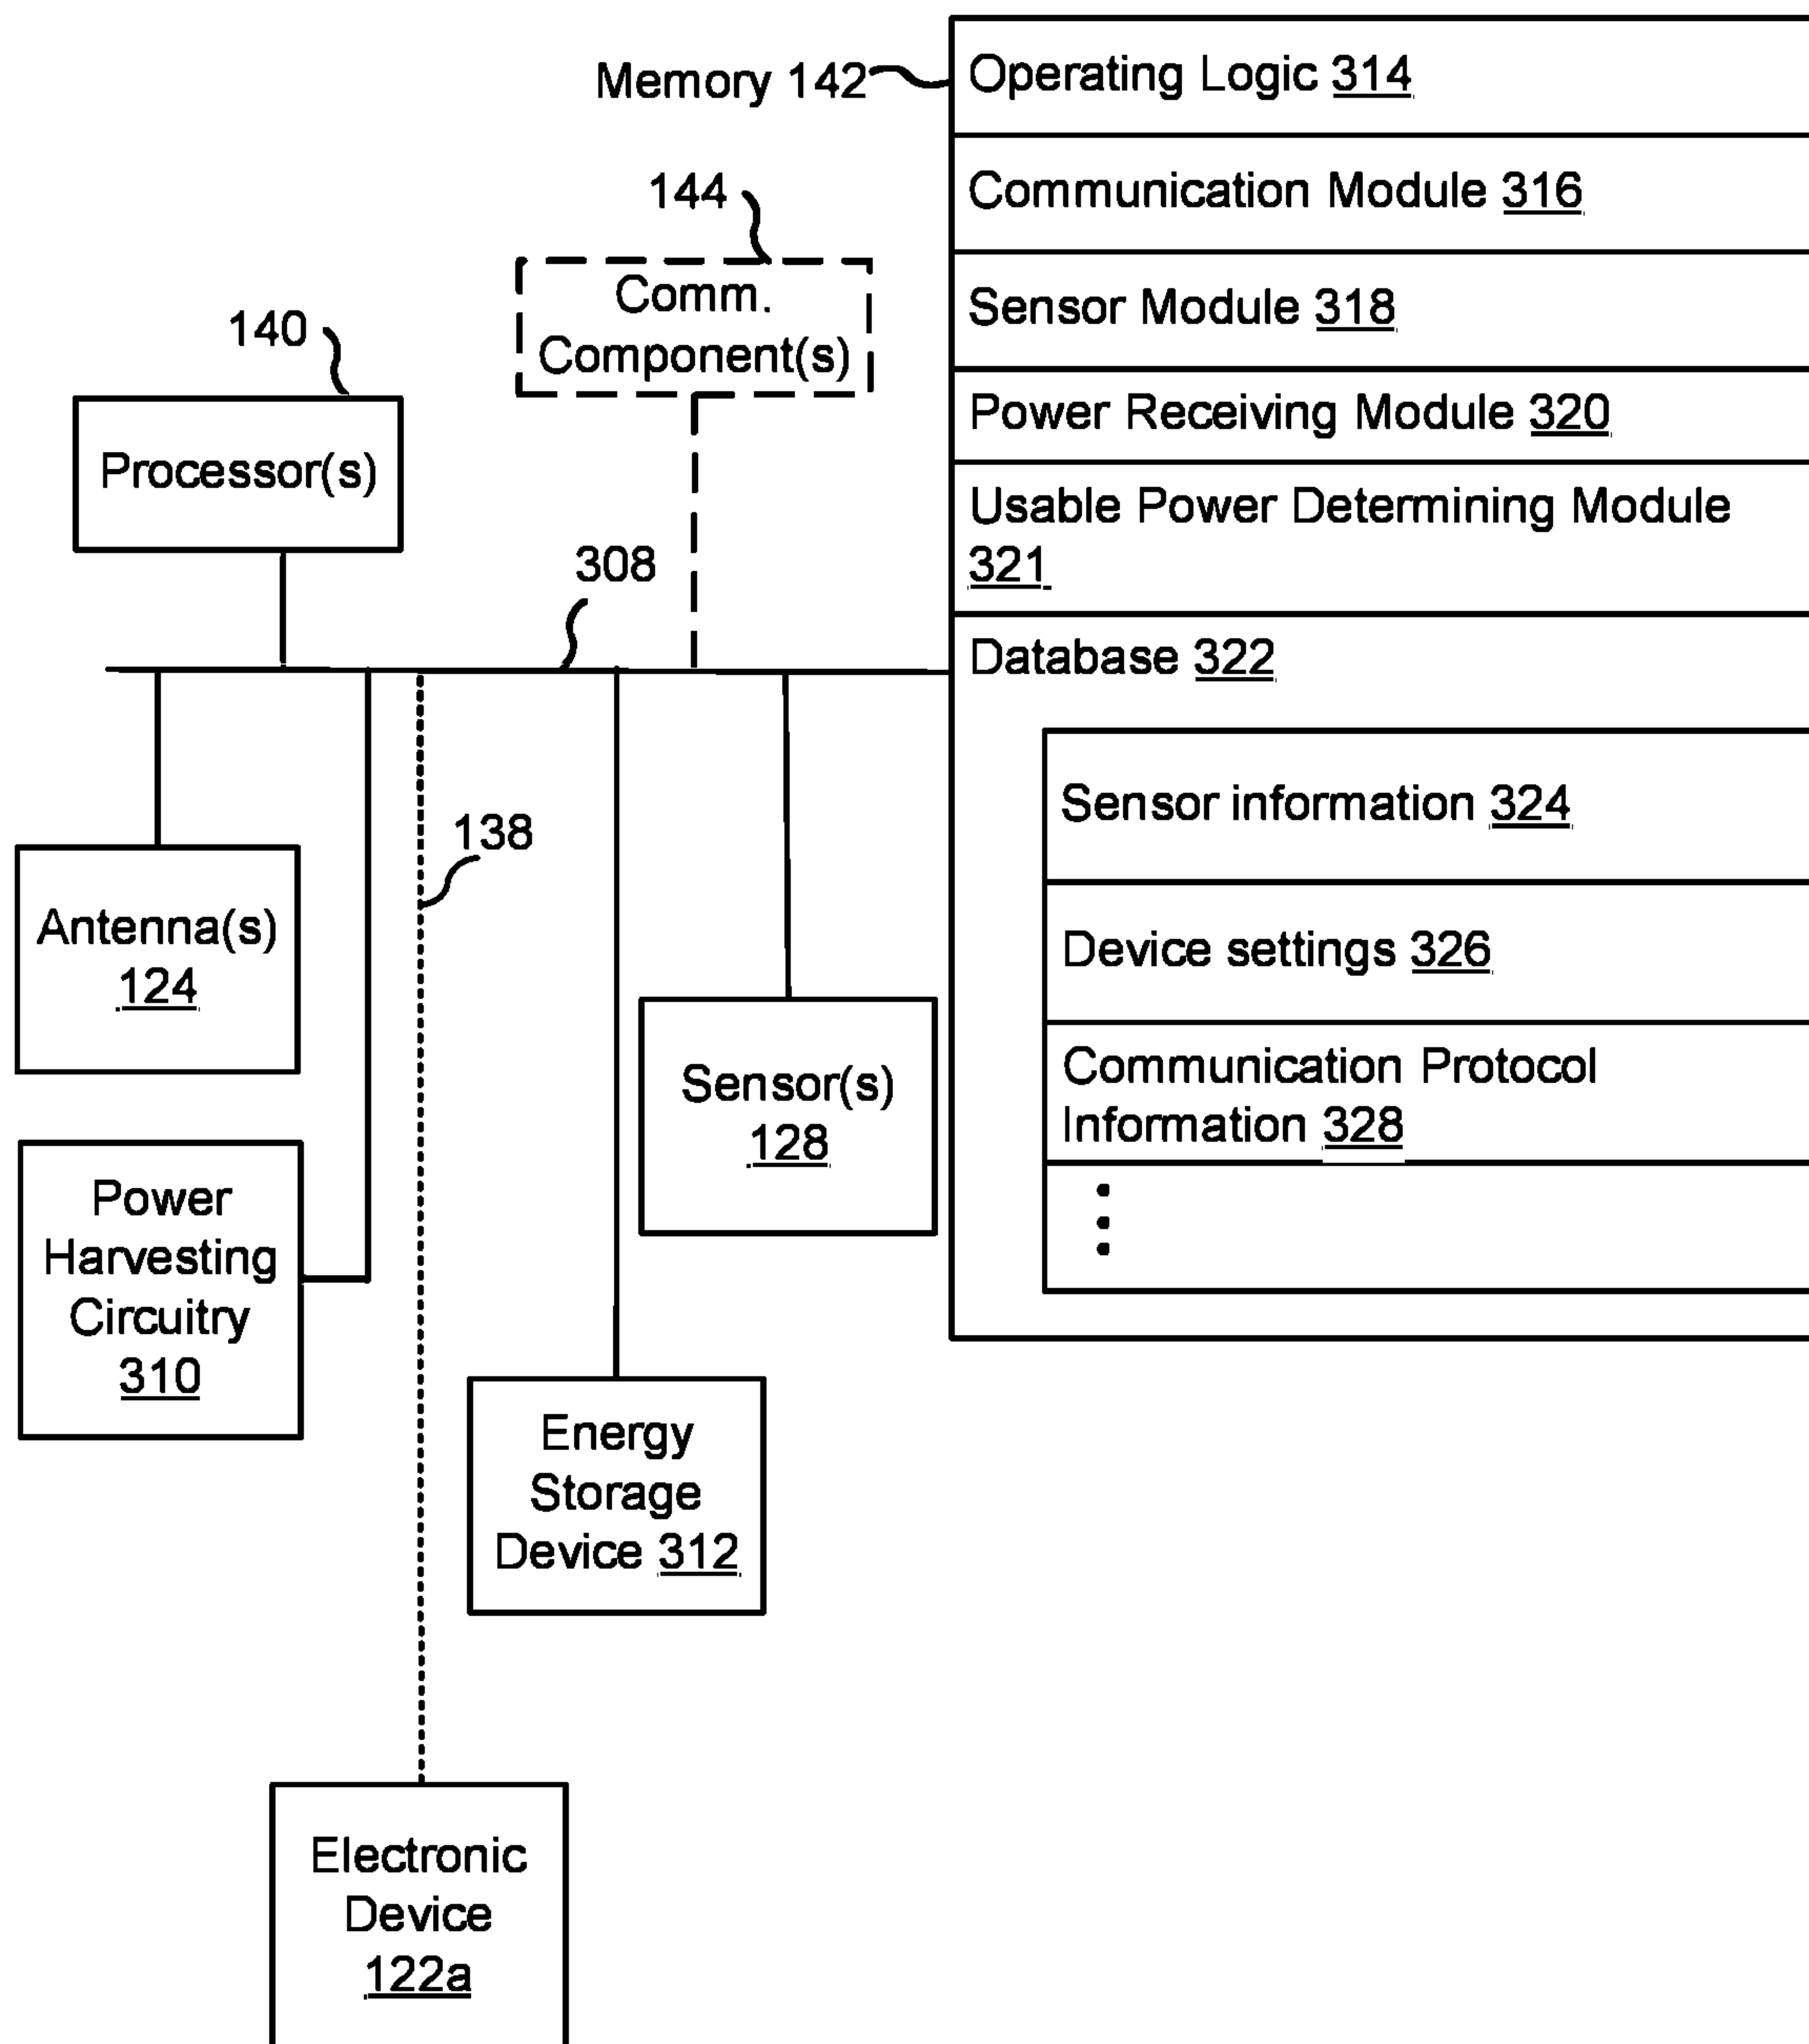 Memory 142
Operating Logic 314
Communication Module 316
Sensor Module 318
Power Receiving Module 320
Usable Power Determining Module
321
Database 322
Sensor information 324
Device settings 326
Communication Protocol
Information 328
144
Comm.
Component(s)
140
Processor(s)
308
138
Antenna(s)
124
Sensor(s)
128
Power
Harvesting
Circuitry
310
Energy
Storage
Device 312
Electronic
Device
122a